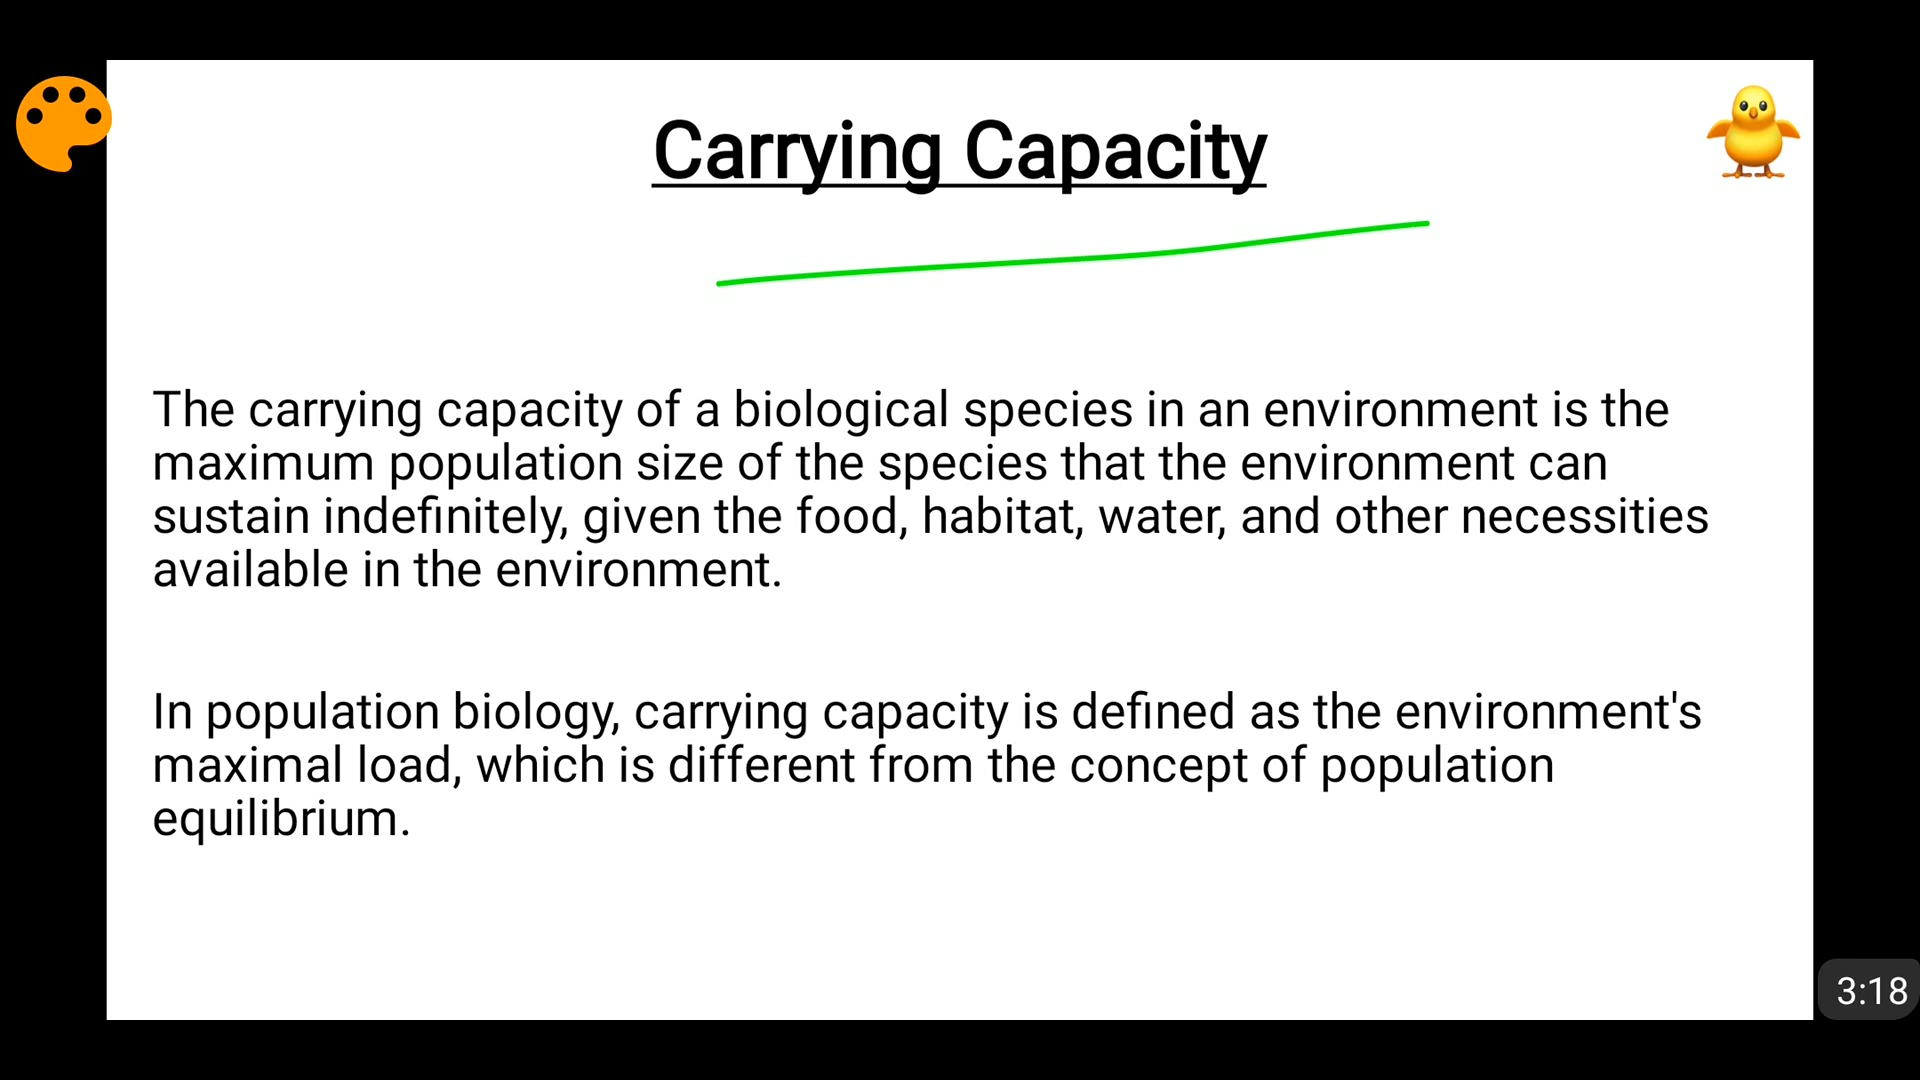 Carrying Capacity
The carrying capacity of a biological species in an environment is the
maximum population size of the species that the environment can
sustain indefinitely, given the food, habitat, water, and other necessities
available in the environment.
In population biology, carrying capacity is defined as the environment's
maximal load, which is different from the concept of population
equilibrium.
3:18